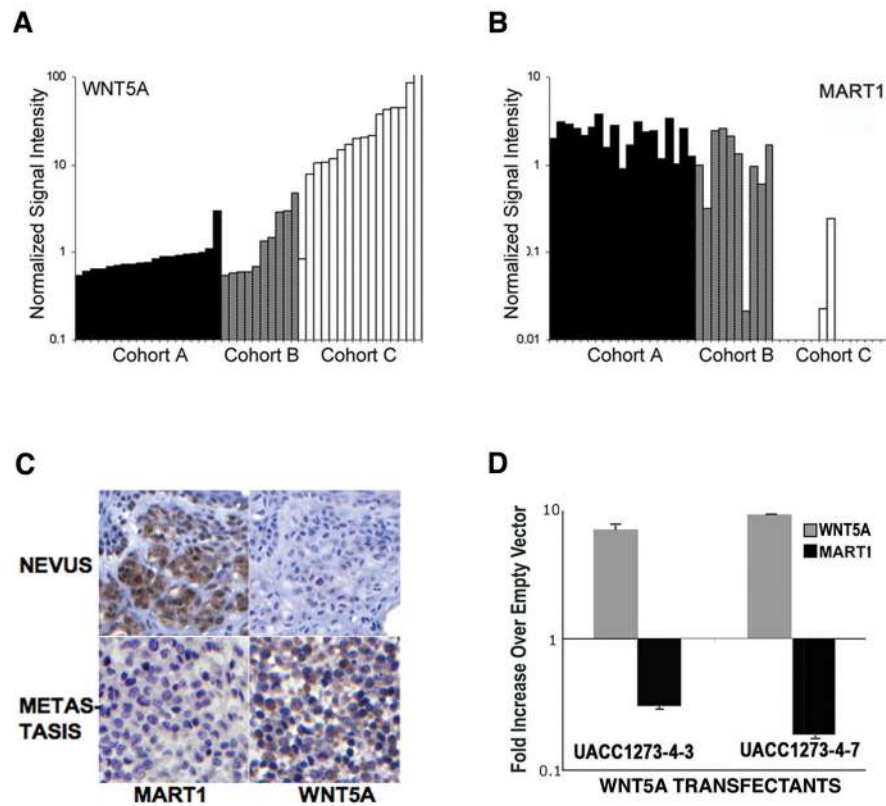 A
WNT5A
Normalized Signal Intensity
100
10
1
0.1
Cohort A
Cohort B
Cohort C
B
MART1
Normalized Signal Intensity
10
1
0.1
0.01
Cohort A
Cohort B
Cohort C
C
NEVUS
METAS-
TASIS
MART1
WNT5A
D
Fold Increase Over Empty Vector
10
1
0.1
WNT5A
MART1
UACC1273-4-3
UACC1273-4-7
WNT5A TRANSFECTANTS